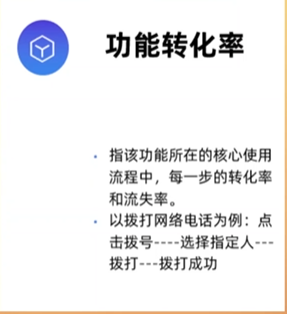 功能转化率
指该功能所在的核心使用
流程中，每一步的转化率
和流失率。
以拨打网络电话为例：点
击拨号----选择指定人---
拨打---拨打成功